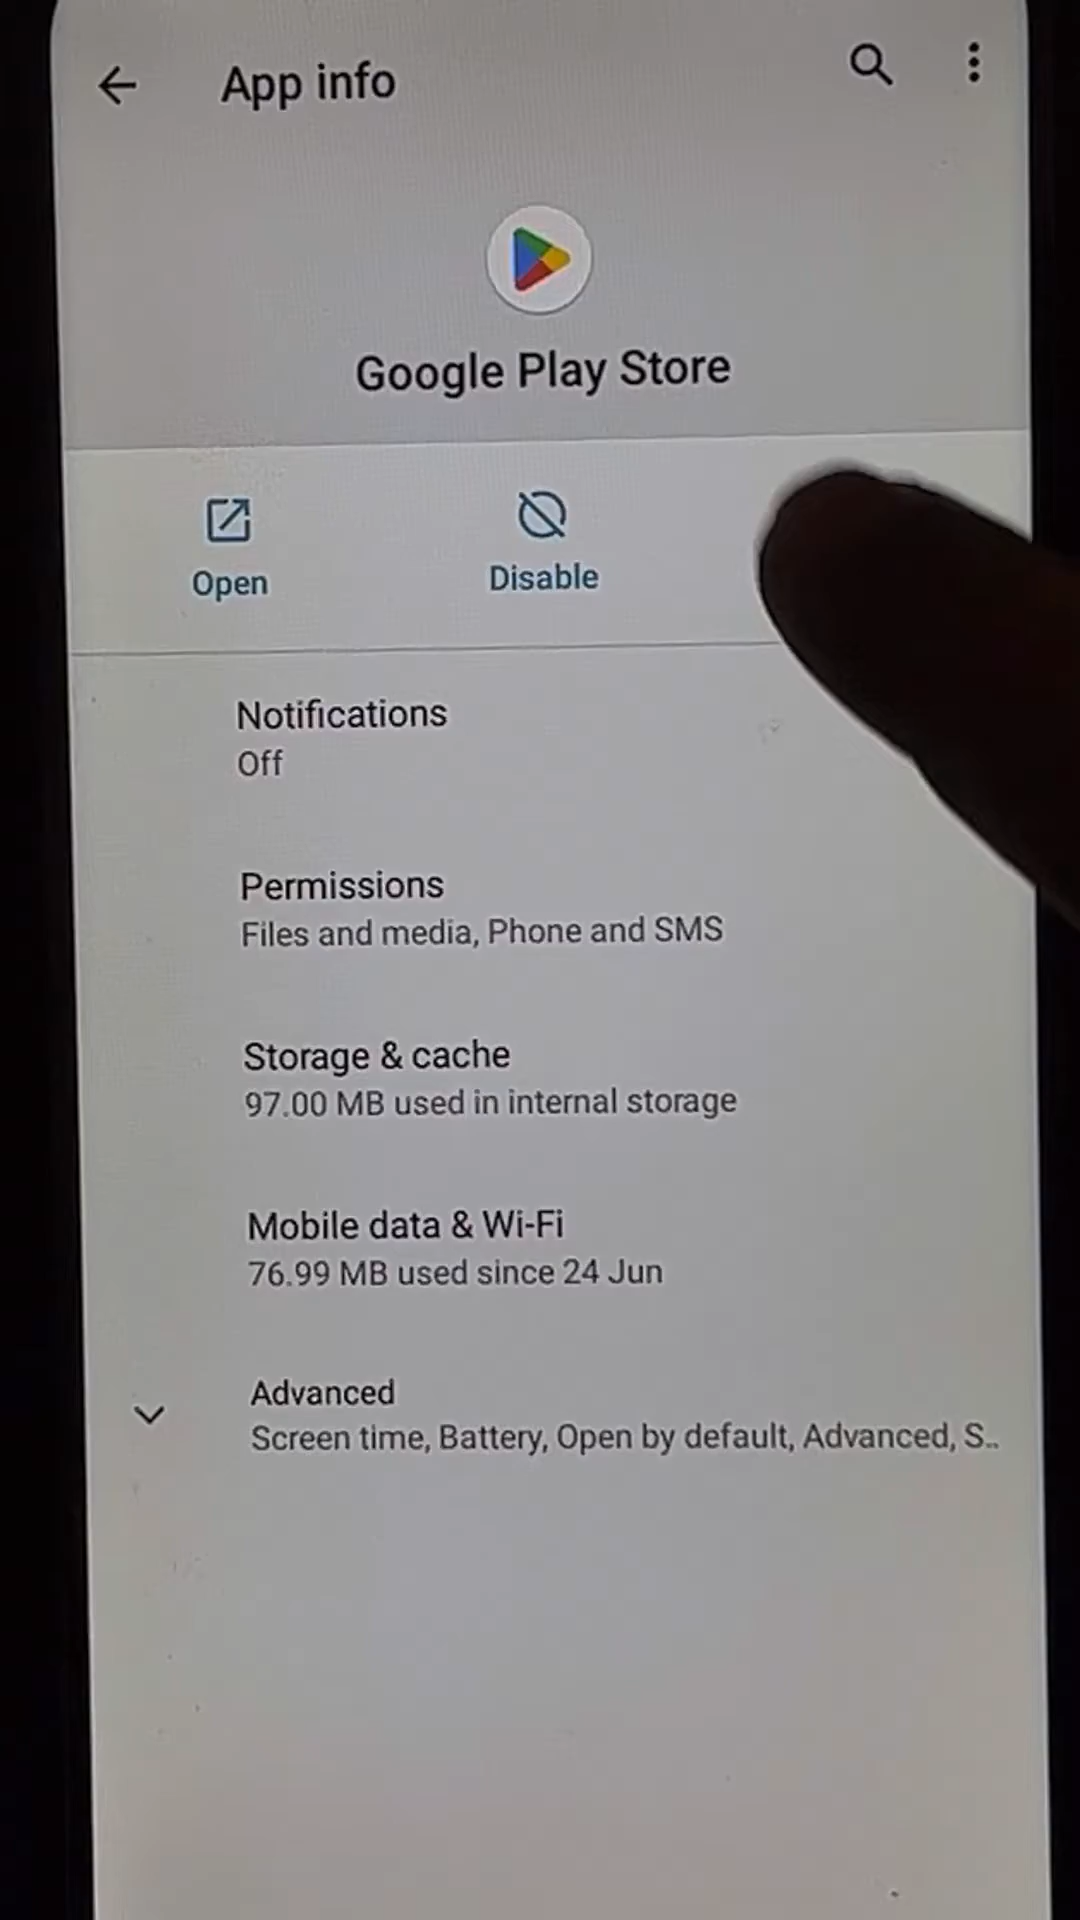 App info
Google Play Store
Open
Disable
Notifications
Off
Permissions
Files and media, Phone and SMS
Storage & cache
97.00 MB used in internal storage
Mobile data & Wi-Fi
76.99 MB used since 24 Jun
Advanced
Screen time, Battery, Open by default, Advanced, S..